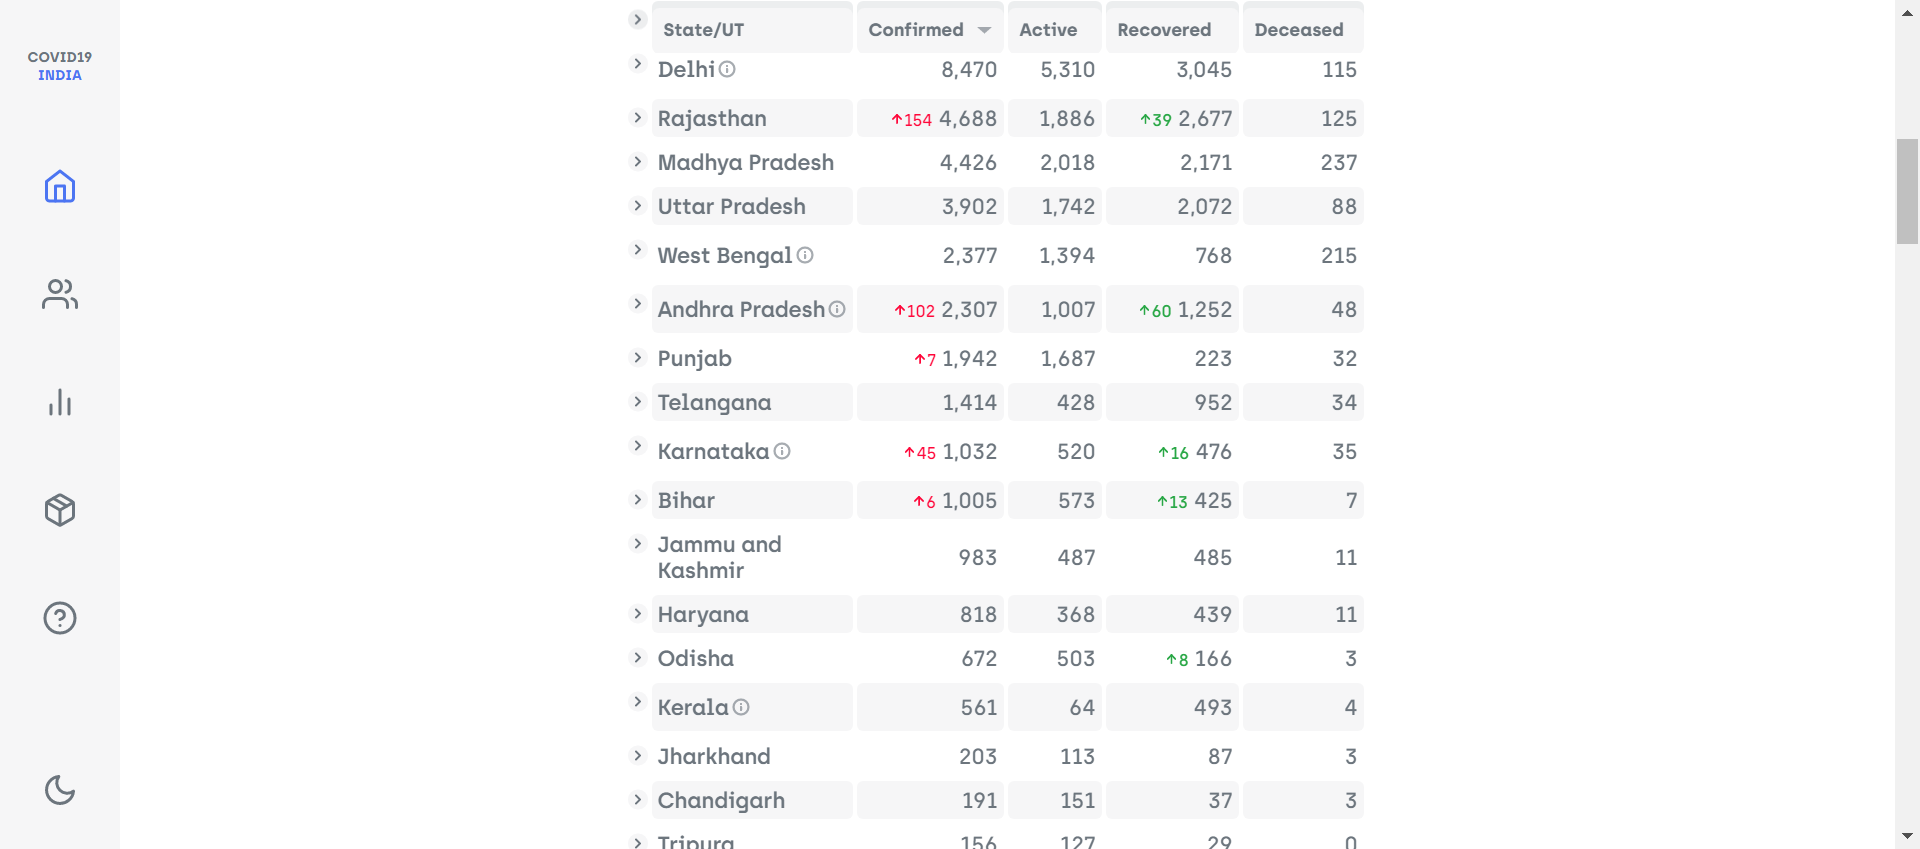 COVID19
INDIA
State/UT Confirmed Active Recovered Deceased
Delhi 8,470 5,310 3,045 115
Rajasthan ↑154 4,688 1,886 ↑39 2,677 125
Madhya Pradesh 4,426 2,018 2,171 237
Uttar Pradesh 3,902 1,742 2,072 88
West Bengal 2,377 1,394 768 215
Andhra Pradesh ↑102 2,307 1,007 ↑60 1,252 48
Punjab ↑7 1,942 1,687 223 32
Telangana 1,414 428 952 34
Karnataka ↑45 1,032 520 ↑16 476 35
Bihar ↑6 1,005 573 ↑13 425 7
Jammu and
Kashmir 983 487 485 11
Haryana 818 368 439 11
Odisha 672 503 ↑8 166 3
Kerala 561 64 493 4
Jharkhand 203 113 87 3
Chandigarh 191 151 37 3
Tripura 156 127 29 0